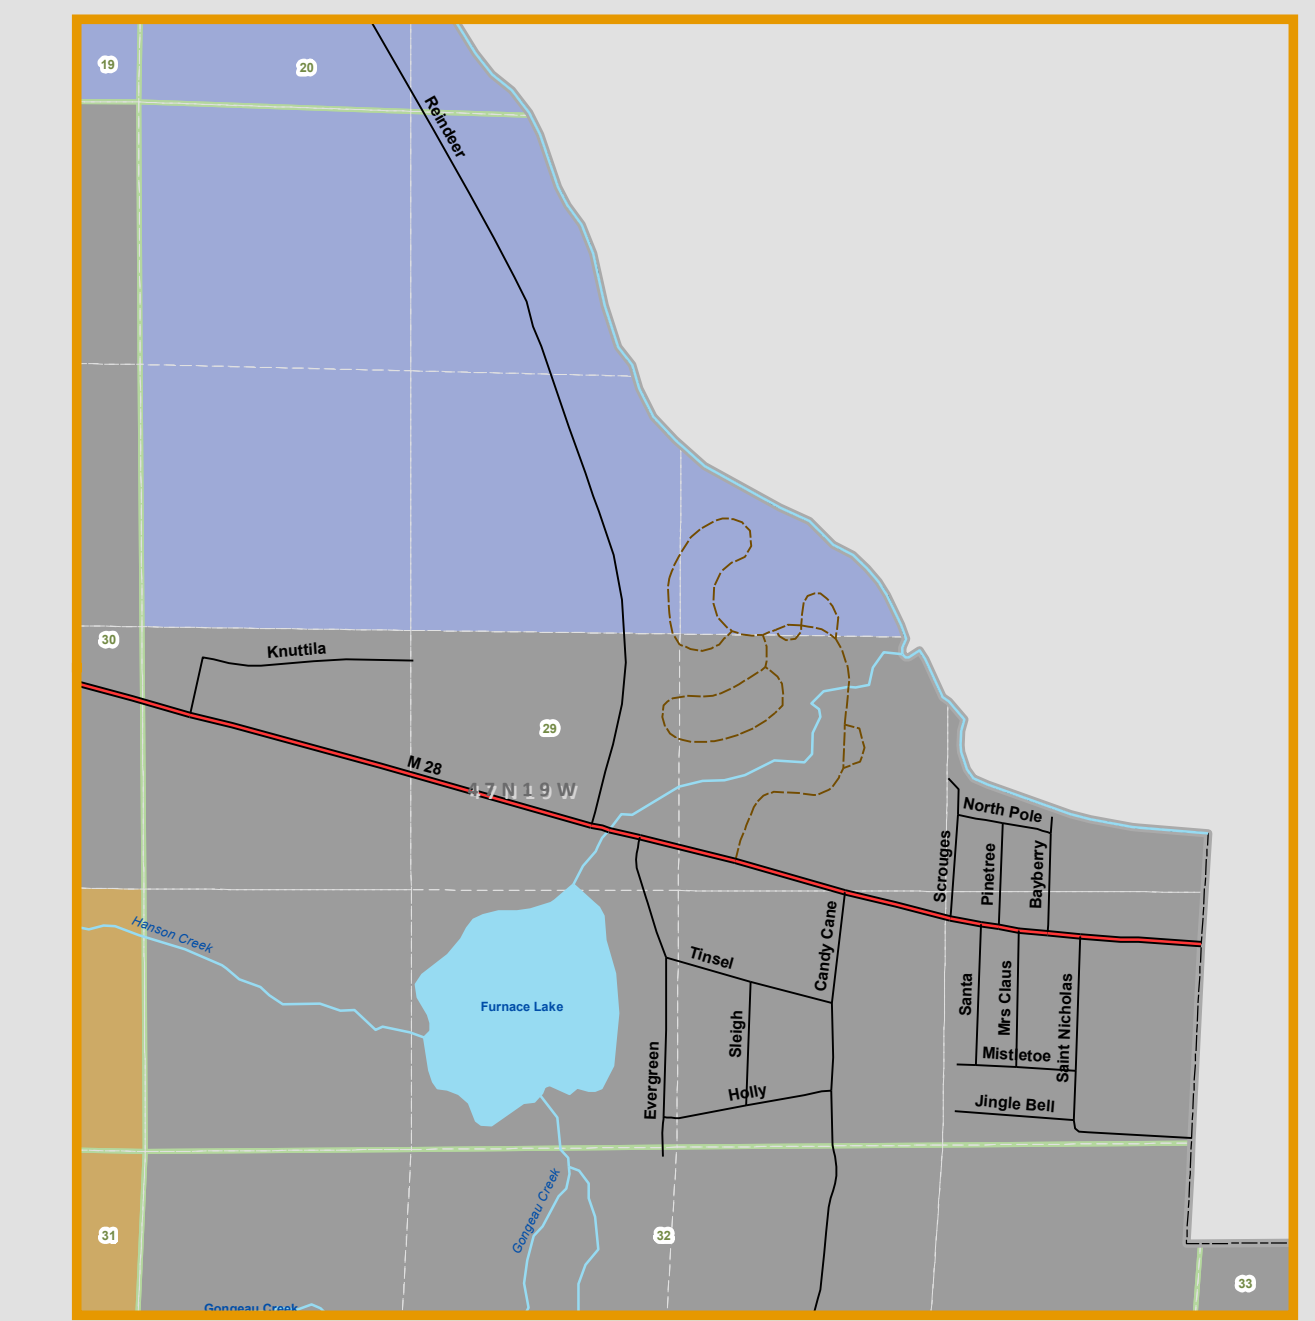 19
20
Reindeer
30
Knuttila
29
M 28
47N19W
North Pole
Scrouges
Pinetree
Bayberry
Hanson Creek
Tinsel
Candy Cane
Furnace Lake
Santa
Mrs Claus
Saint Nicholas
Sleigh
Evergreen
Mistletoe
Holly
Jingle Bell
Gongeau Creek
31
32
33
Gongeau Creek